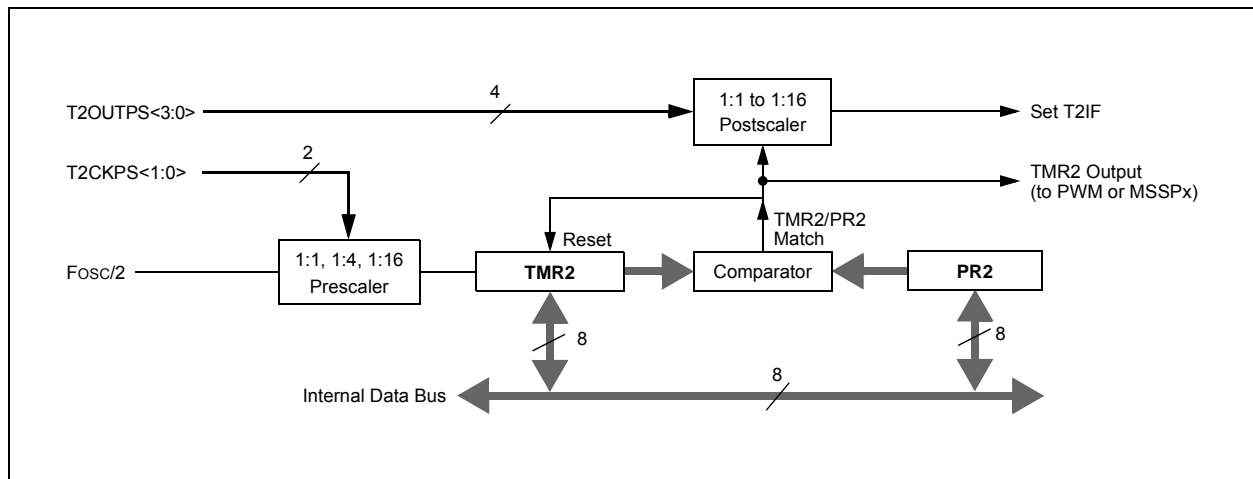 4
1:1 to 1:16
T2OUTPS<3:0>
Postscaler
Set T2IF
2
T2CKPS<1:0>
TMR2 Output
(to PWM or MSSPx)
TMR2/PR2
Match
Reset
FOSC/2
1:1, 1:4, 1:16
Prescaler
TMR2
Comparator
PR2
8
8
8
Internal Data Bus